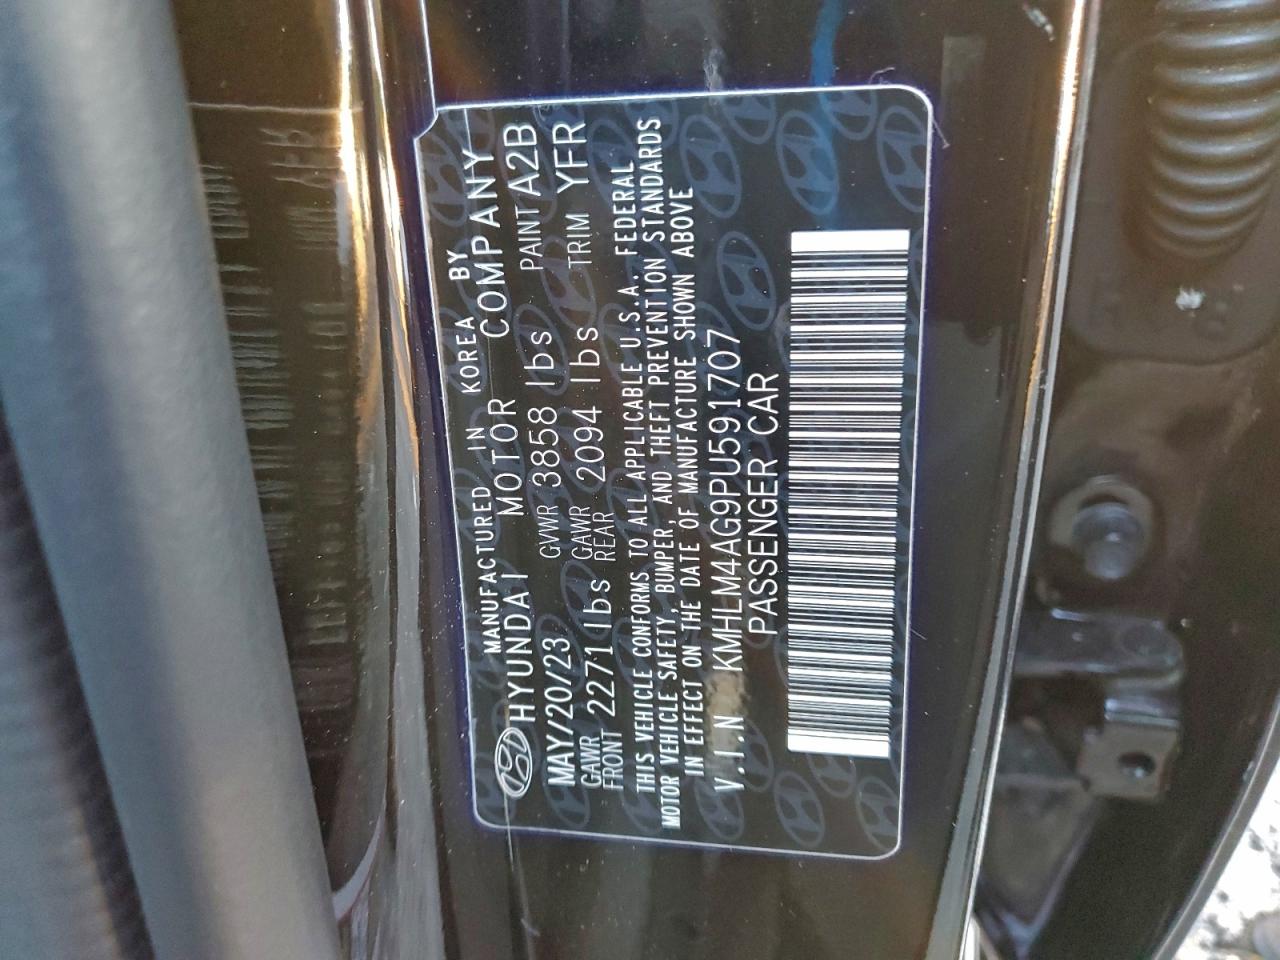 MANUFACTURED IN KOREA BY
HYUNDAI MOTOR COMPANY
MAY/20/23 GVWR 3858 lbs PAINT A2B
GAWR FRONT 2271 lbs GAWR REAR 2094 lbs TRIM YFR
THIS VEHICLE CONFORMS TO ALL APPLICABLE U.S.A. FEDERAL
MOTOR VEHICLE SAFETY, BUMPER, AND THEFT PREVENTION STANDARDS
IN EFFECT ON THE DATE OF MANUFACTURE SHOWN ABOVE
V.I.N KMHLM4AG9PU591707
PASSENGER CAR